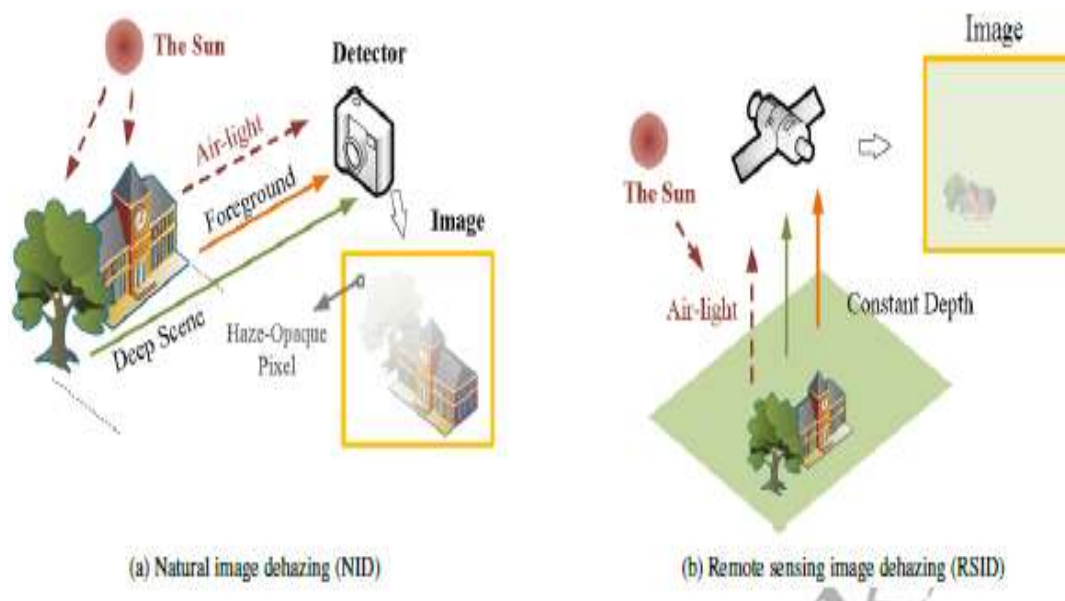 The Sun
Detector
Air-light
Foreground
Deep Scene
Image
Haze-Opaque
Pixel
(a) Natural image dehazing (NID)
Image
The Sun
Air-light
Constant Depth
(b) Remote sensing image dehazing (RSID)